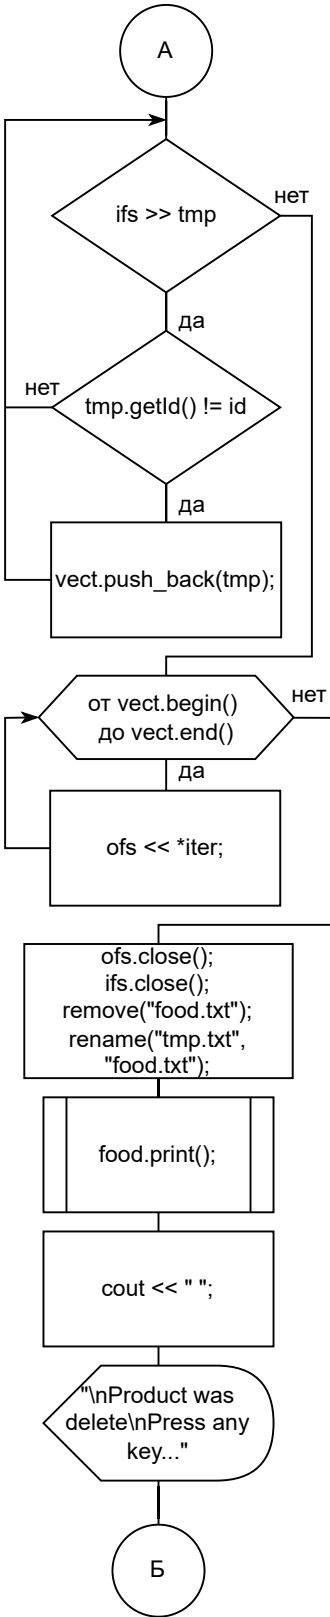 А
ifs >> tmp
нет
да
нет
tmp.getId() != id
да
vect.push_back(tmp);
от vect.begin()
до vect.end()
нет
да
ofs << *iter;
ofs.close();
ifs.close();
remove("food.txt");
rename("tmp.txt",
"food.txt");
food.print();
cout << " ";
"\nProduct was
delete\nPress any
key..."
Б